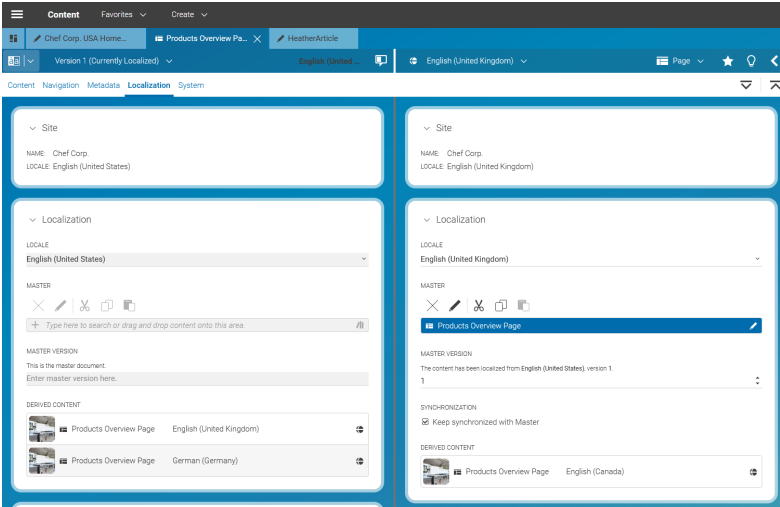 Content Favorites Create
Chef Corp. USA Home... Products Overview Pa... HeatherArticle
Version 1 (Currently Localized) English (United ... English (United Kingdom) Page
Content Navigation Metadata Localization System
Site
NAME: Chef Corp.
LOCALE: English (United States)
Localization
LOCALE
English (United States)
MASTER
Type here to search or drag and drop content onto this area.
MASTER VERSION
This is the master document.
Enter master version here.
DERIVED CONTENT
Products Overview Page English (United Kingdom)
Products Overview Page German (Germany)
Site
NAME: Chef Corp.
LOCALE: English (United Kingdom)
Localization
LOCALE
English (United Kingdom)
MASTER
Products Overview Page
MASTER VERSION
The content has been localized from English (United States), version 1.
1
SYNCHRONIZATION
Keep synchronized with Master
DERIVED CONTENT
Products Overview Page English (Canada)